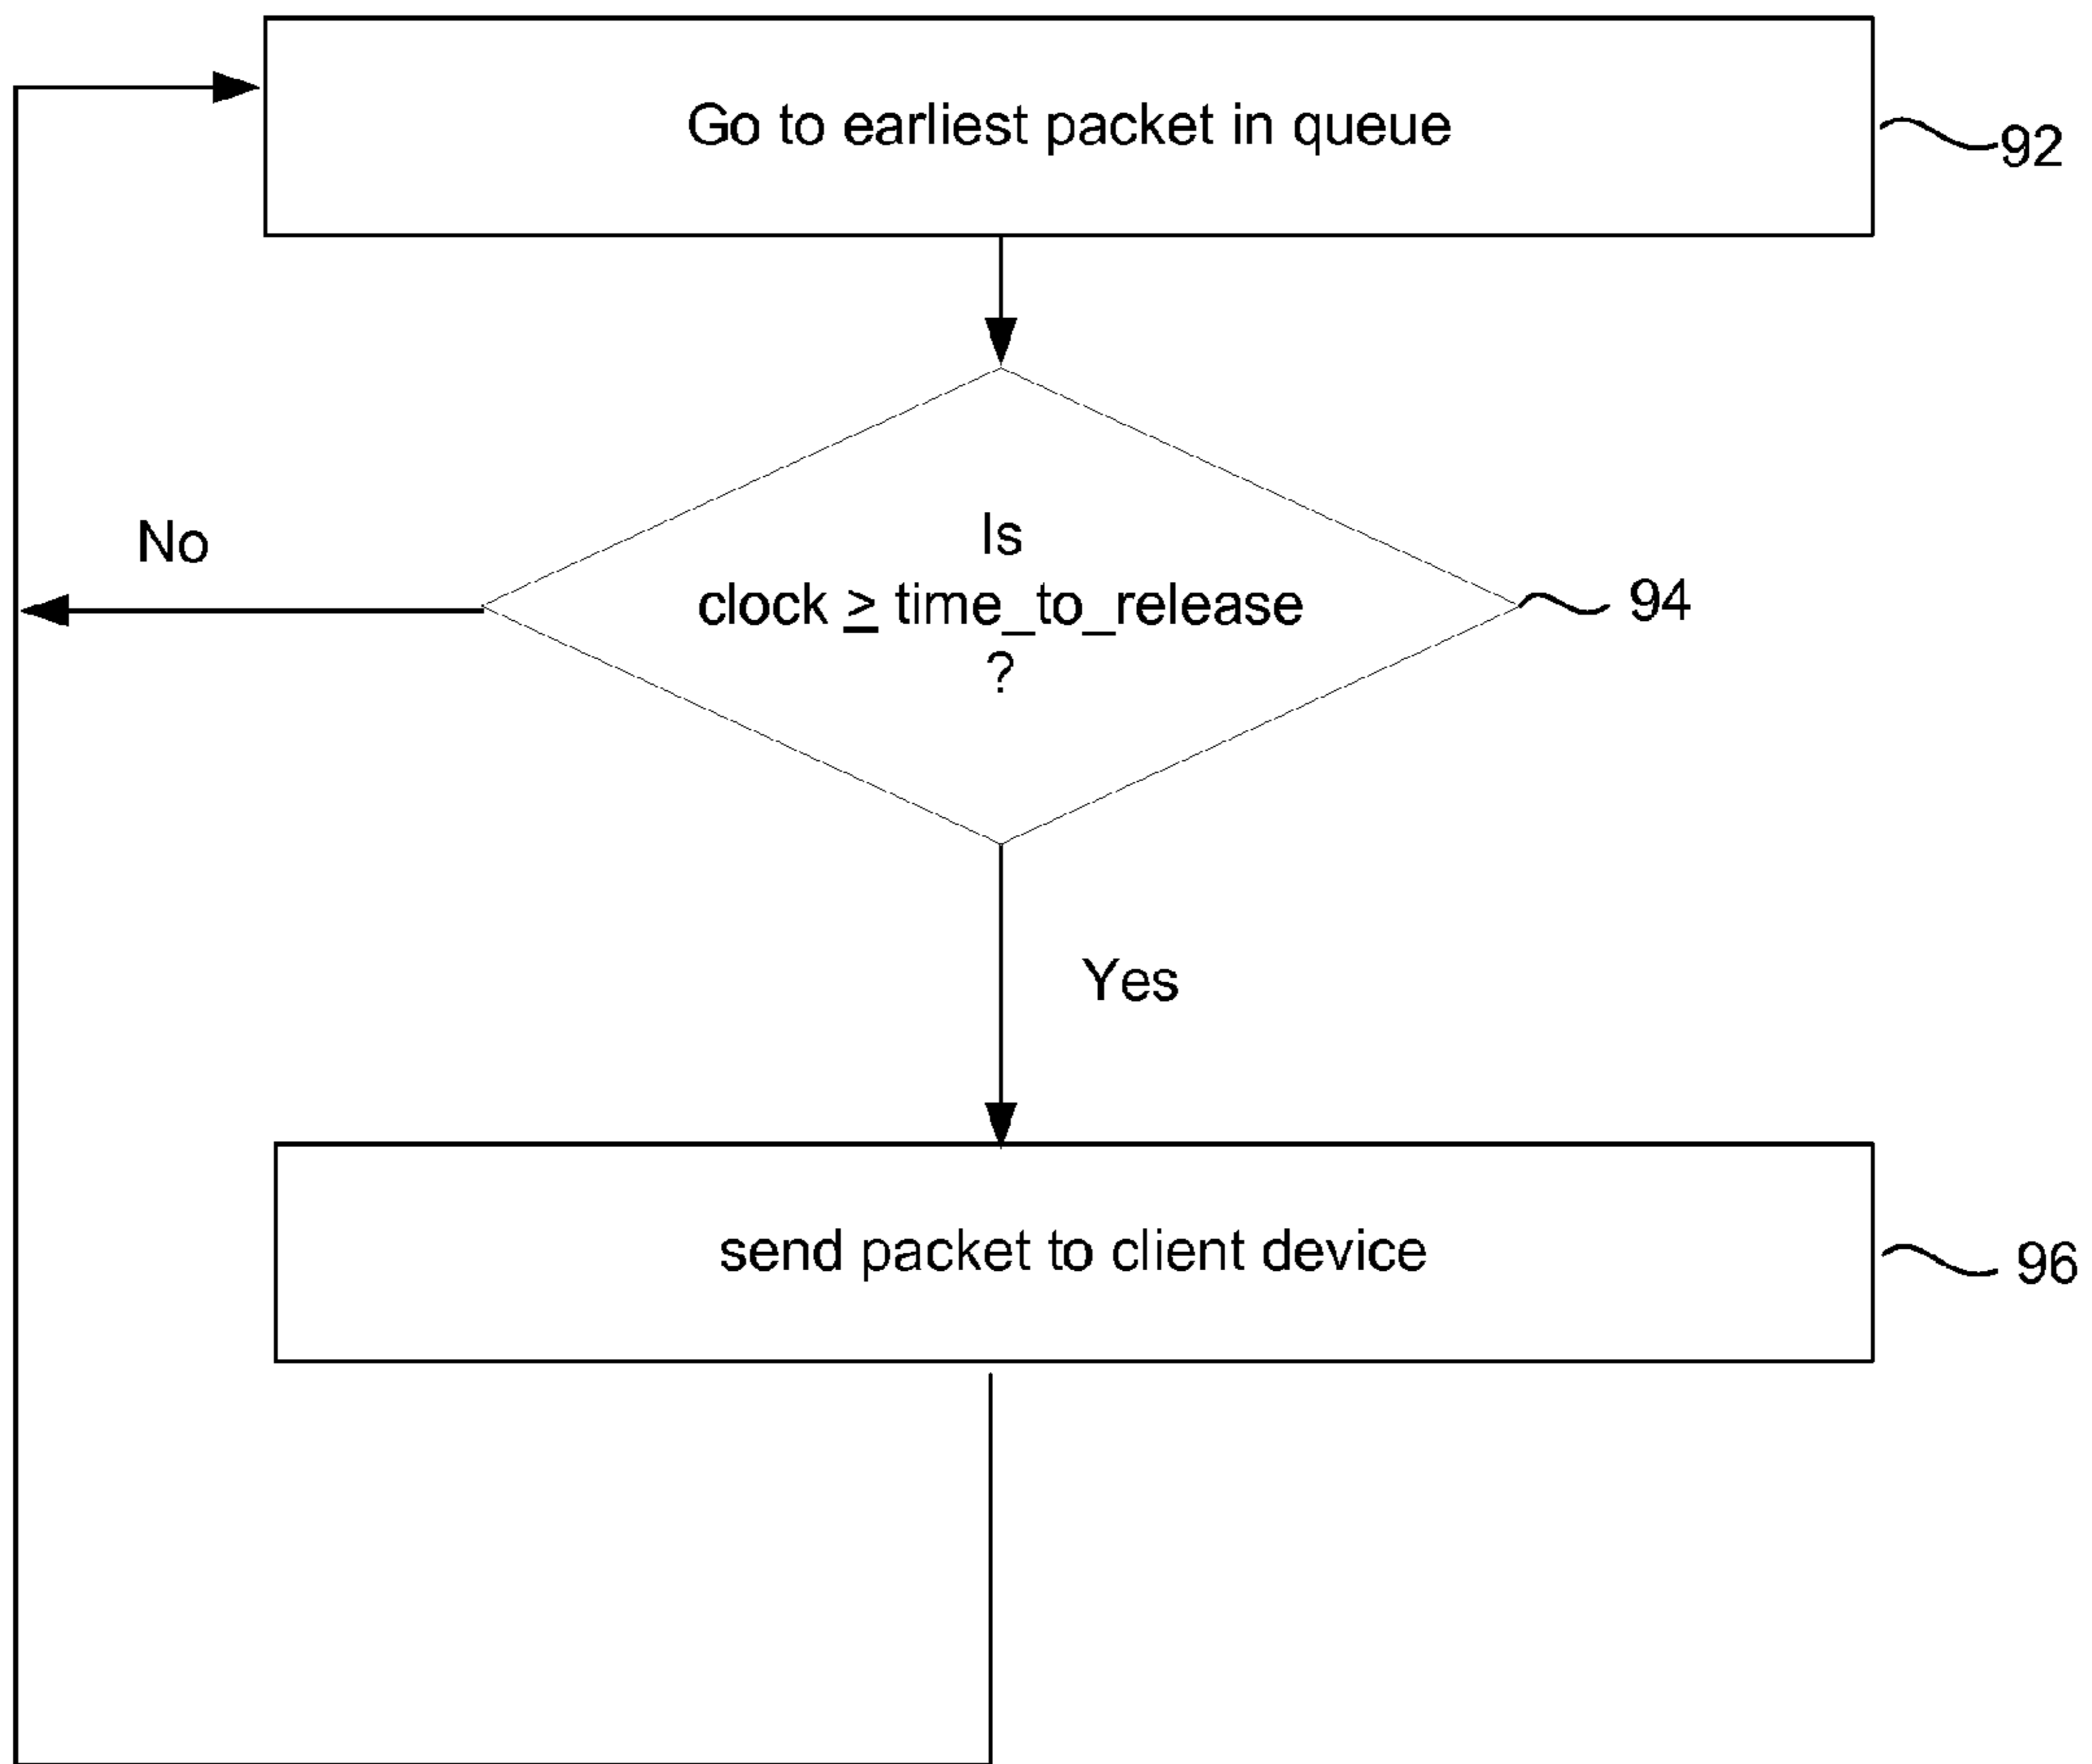 Go to earliest packet in queue
92
Is
No
clock ≥ time_to_release
94
?
Yes
send packet to client device
96